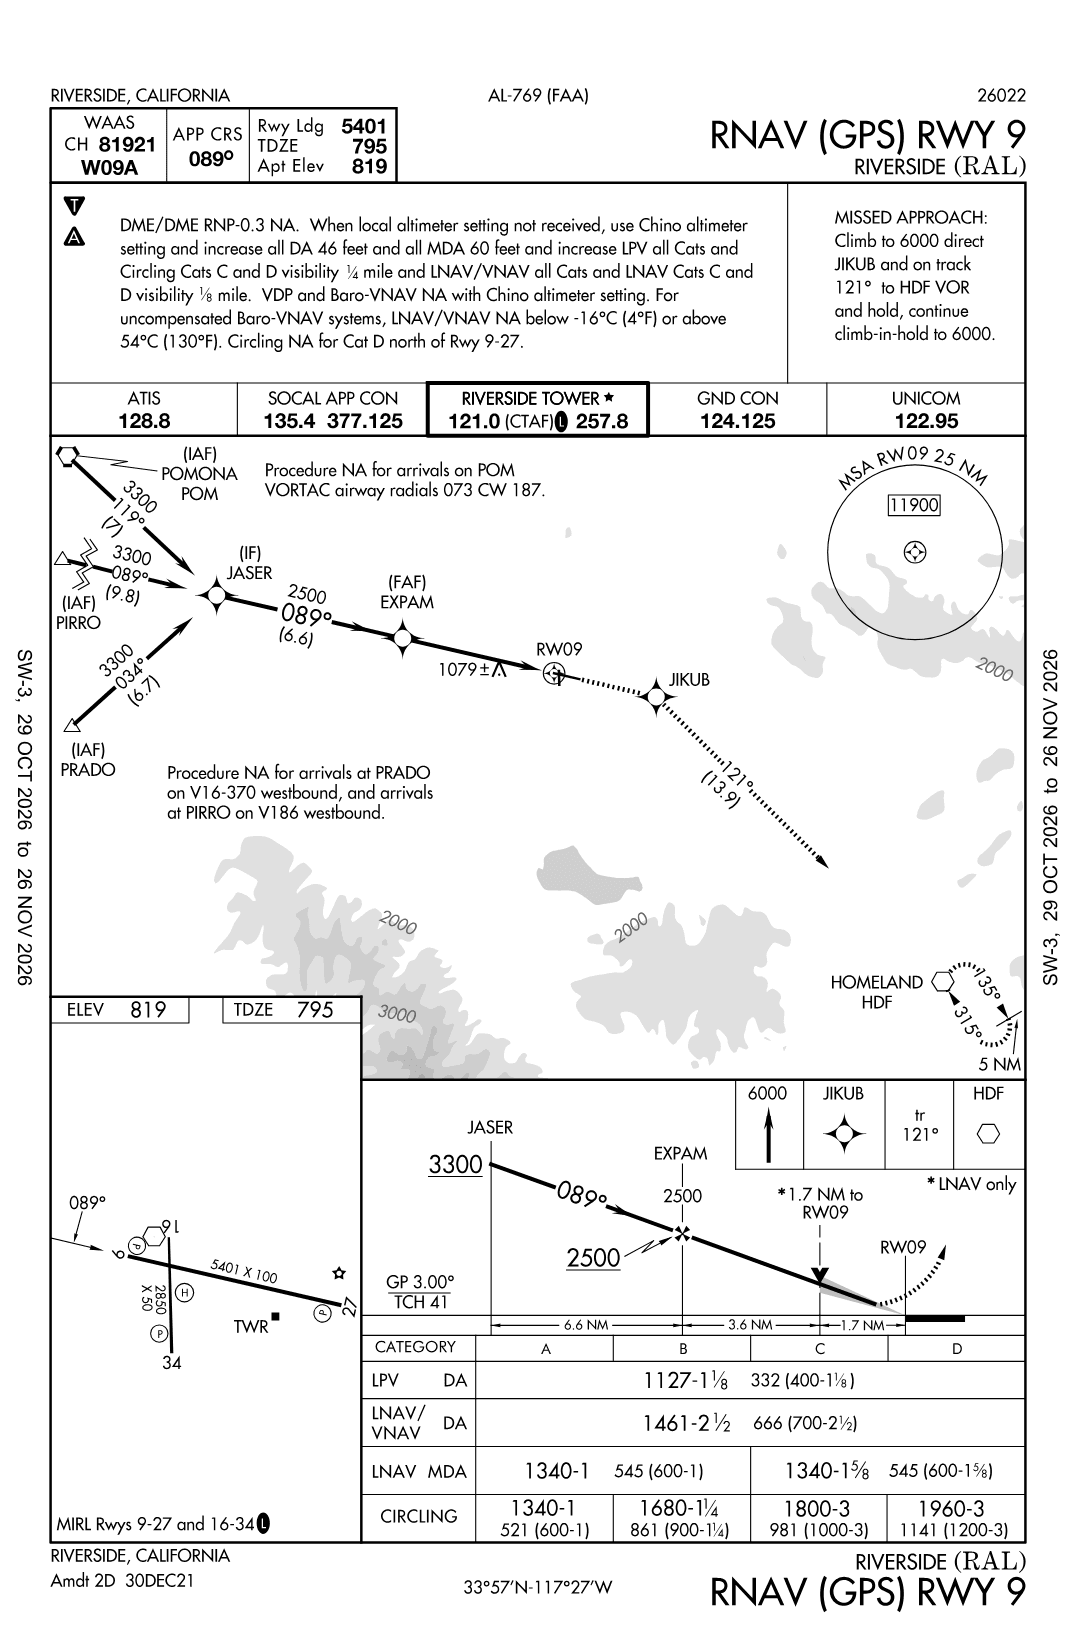 RIVERSIDE, CALIFORNIA
AL-769 (FAA)
26022
WAAS
CH 81921
W09A
APP CRS
089°
Rwy Ldg 5401
TDZE 795
Apt Elev 819
RNAV (GPS) RWY 9
RIVERSIDE (RAL)
T
A
DME/DME RNP-0.3 NA. When local altimeter setting not received, use Chino altimeter
setting and increase all DA 46 feet and all MDA 60 feet and increase LPV all Cats and
Circling Cats C and D visibility ¼ mile and LNAV/VNAV all Cats and LNAV Cats C and
D visibility ⅛ mile. VDP and Baro-VNAV NA with Chino altimeter setting. For
uncompensated Baro-VNAV systems, LNAV/VNAV NA below -16°C (4°F) or above
54°C (130°F). Circling NA for Cat D north of Rwy 9-27.
MISSED APPROACH:
Climb to 6000 direct
JIKUB and on track
121° to HDF VOR
and hold, continue
climb-in-hold to 6000.
ATIS
128.8
SOCAL APP CON
135.4 377.125
RIVERSIDE TOWER ★
121.0 (CTAF) L 257.8
GND CON
124.125
UNICOM
122.95
(IAF)
POMONA
POM
Procedure NA for arrivals on POM
VORTAC airway radials 073 CW 187.
MSA RW09 25 NM
11900
3300
119°
(7)
3300
089°
(9.8)
(IAF)
PIRRO
(IF)
JASER
2500
089°
(6.6)
(FAF)
EXPAM
1079±
RW09
JIKUB
2000
3300
034°
(6.7)
(IAF)
PRADO
121°
(13.9)
Procedure NA for arrivals at PRADO
on V16-370 westbound, and arrivals
at PIRRO on V186 westbound.
2000
2000
3000
HOMELAND
HDF
135°
315°
5 NM
SW-3, 29 OCT 2026 to 26 NOV 2026
SW-3, 29 OCT 2026 to 26 NOV 2026
ELEV 819
TDZE 795
089°
9
16
P
5401 X 100
2850
X 50
H
P
P
27
TWR
34
MIRL Rwys 9-27 and 16-34 L
6000
JIKUB
tr
121°
HDF
* LNAV only
JASER
3300
089°
EXPAM
2500
2500
* 1.7 NM to
RW09
RW09
GP 3.00°
TCH 41
6.6 NM
3.6 NM
1.7 NM
CATEGORY A B C D
LPV DA 1127-1⅛ 332 (400-1⅛)
LNAV/
VNAV DA 1461-2½ 666 (700-2½)
LNAV MDA 1340-1 545 (600-1) 1340-1⅝ 545 (600-1⅝)
CIRCLING
1340-1 1680-1¼ 1800-3 1960-3
521 (600-1) 861 (900-1¼) 981 (1000-3) 1141 (1200-3)
RIVERSIDE, CALIFORNIA
Amdt 2D 30DEC21
33°57'N-117°27'W
RIVERSIDE (RAL)
RNAV (GPS) RWY 9